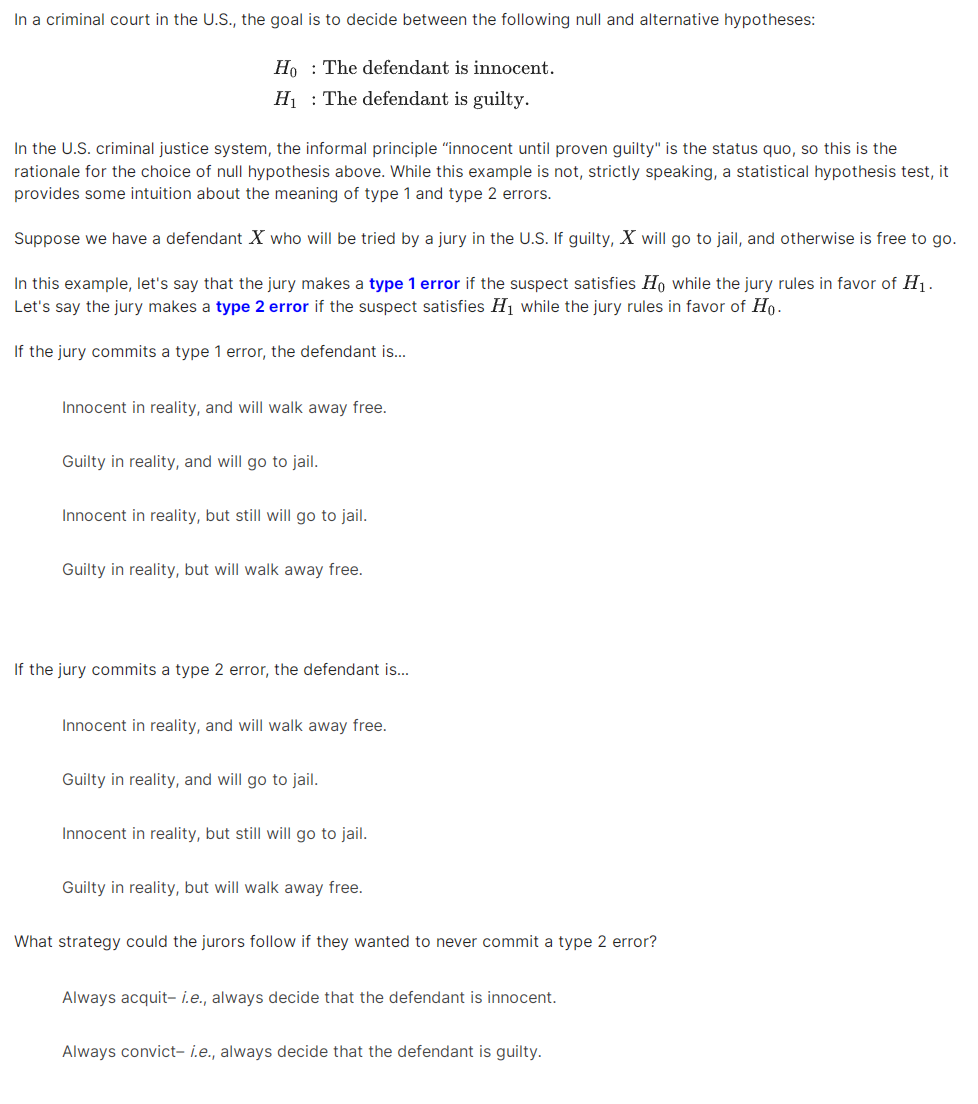 In a criminal court in the U.S., the goal is to decide between the following null and alternative hypotheses:
H₀ : The defendant is innocent.
H₁ : The defendant is guilty.
In the U.S. criminal justice system, the informal principle “innocent until proven guilty" is the status quo, so this is the
rationale for the choice of null hypothesis above. While this example is not, strictly speaking, a statistical hypothesis test, it
provides some intuition about the meaning of type 1 and type 2 errors.
Suppose we have a defendant X who will be tried by a jury in the U.S. If guilty, X will go to jail, and otherwise is free to go.
In this example, let's say that the jury makes a type 1 error if the suspect satisfies H₀ while the jury rules in favor of H₁.
Let's say the jury makes a type 2 error if the suspect satisfies H₁ while the jury rules in favor of H₀.
If the jury commits a type 1 error, the defendant is...
Innocent in reality, and will walk away free.
Guilty in reality, and will go to jail.
Innocent in reality, but still will go to jail.
Guilty in reality, but will walk away free.
If the jury commits a type 2 error, the defendant is...
Innocent in reality, and will walk away free.
Guilty in reality, and will go to jail.
Innocent in reality, but still will go to jail.
Guilty in reality, but will walk away free.
What strategy could the jurors follow if they wanted to never commit a type 2 error?
Always acquit– i.e., always decide that the defendant is innocent.
Always convict– i.e., always decide that the defendant is guilty.